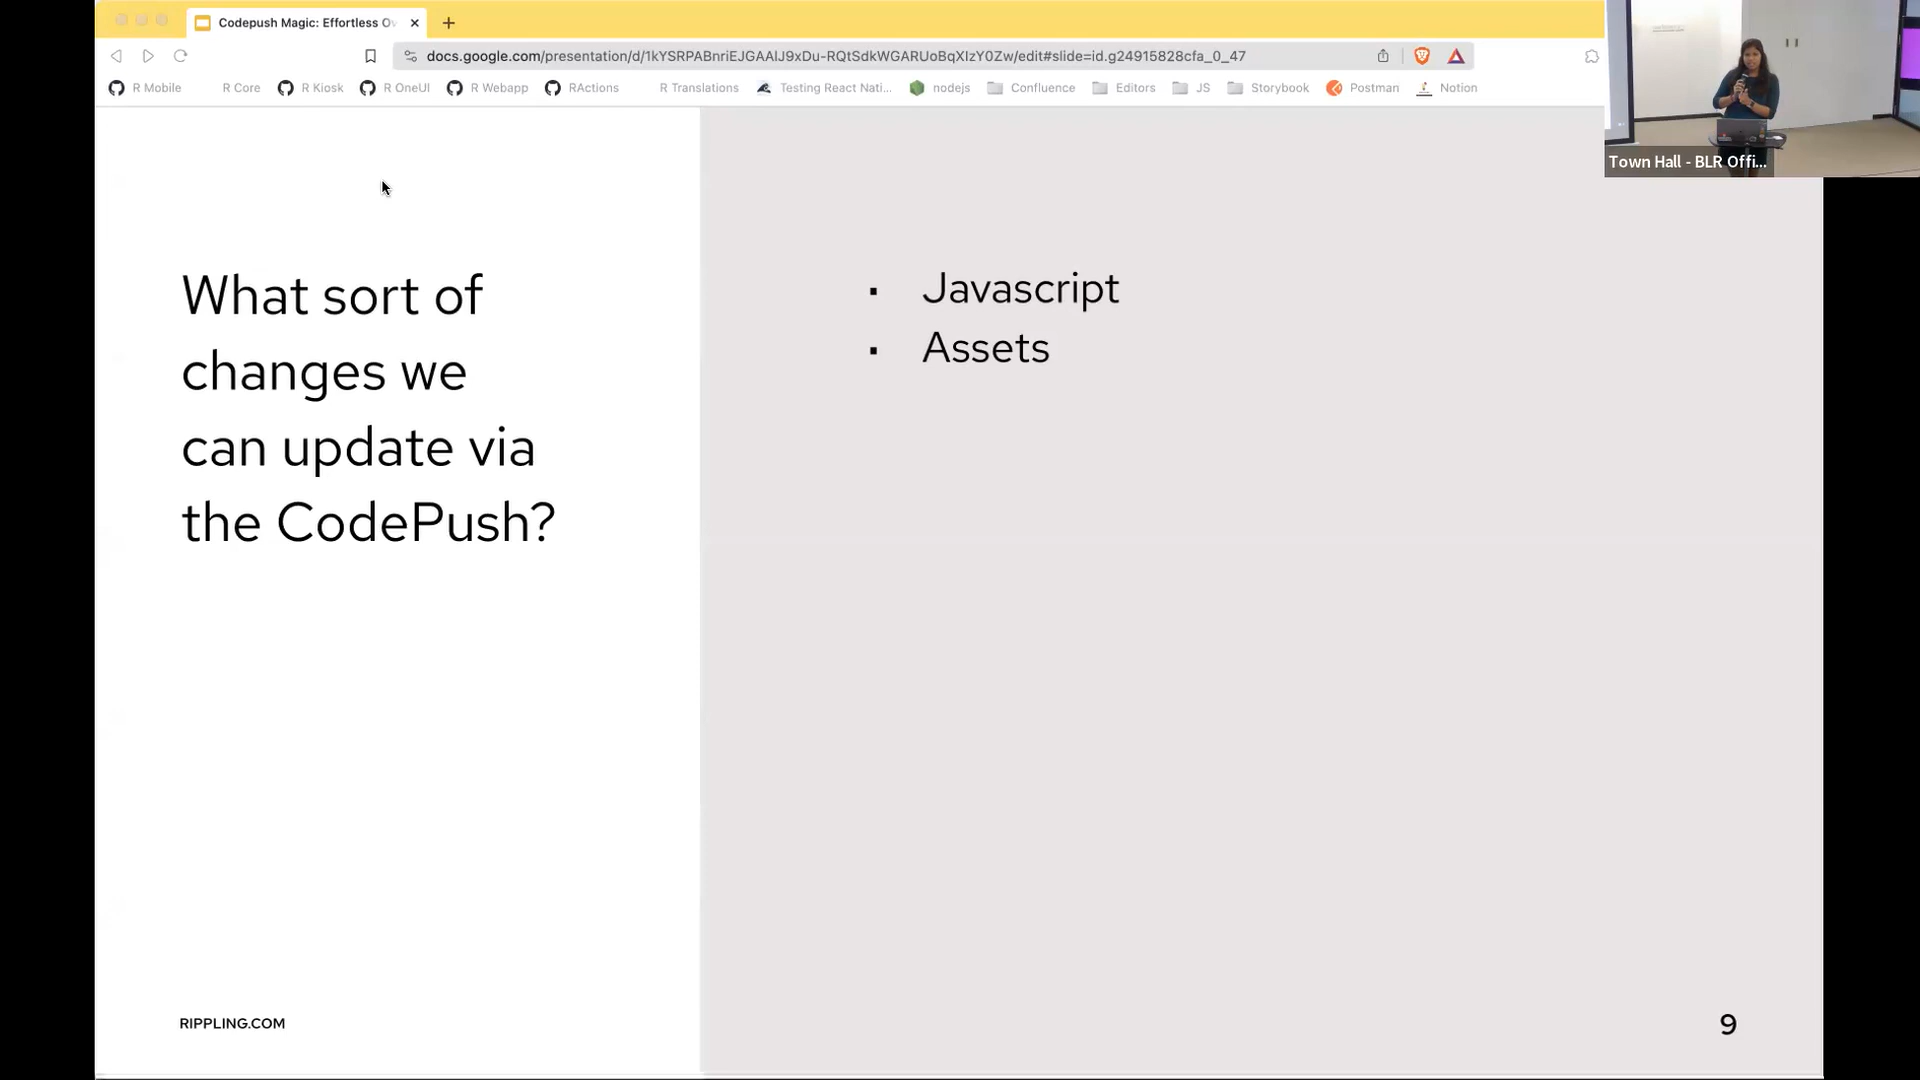 Codepush Magic: Effortless Ov
docs.google.com/presentation/d/1kYSRPABnriEJGAAlJ9xDu-RQtSdkWGARUoBqXIzY0Zw/edit#slide=id.g24915828cfa_0_47
R Mobile
R Core
R Kiosk
R OneUI
R Webapp
RActions
R Translations
Testing React Nati...
nodejs
Confluence
Editors
JS
Storybook
Postman
Notion
Town Hall - BLR Offi...
What sort of
changes we
can update via
the CodePush?
▪ Javascript
▪ Assets
RIPPLING.COM
9